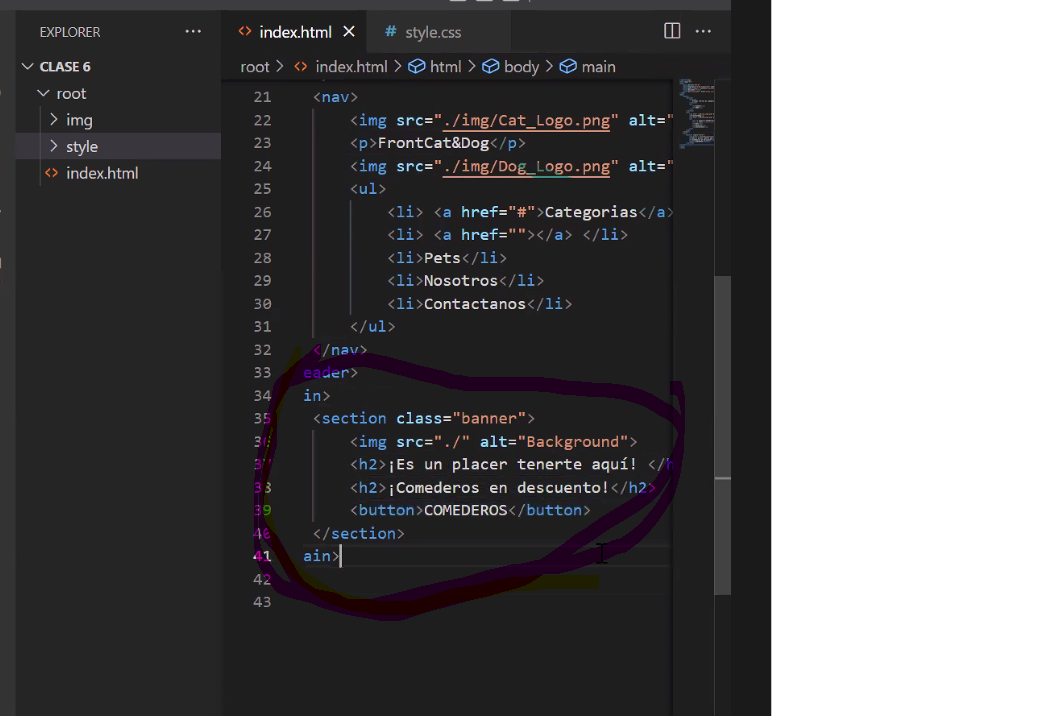 EXPLORER ···
index.html × # style.css ···
CLASE 6
root > index.html > html > body > main
root
img
style
index.html
21 <nav>
22 <img src="./img/Cat_Logo.png" alt="
23 <p>FrontCat&Dog</p>
24 <img src="./img/Dog_Logo.png" alt="
25 <ul>
26 <li> <a href="#">Categorias</a>
27 <li> <a href=""></a> </li>
28 <li>Pets</li>
29 <li>Nosotros</li>
30 <li>Contactanos</li>
31 </ul>
32 </nav>
33 eader>
34 in>
35 <section class="banner">
36 <img src="./" alt="Background">
37 <h2>¡Es un placer tenerte aquí! </h
38 <h2>¡Comederos en descuento!</h2>
39 <button>COMEDEROS</button>
40 </section>
41 ain>
42
43